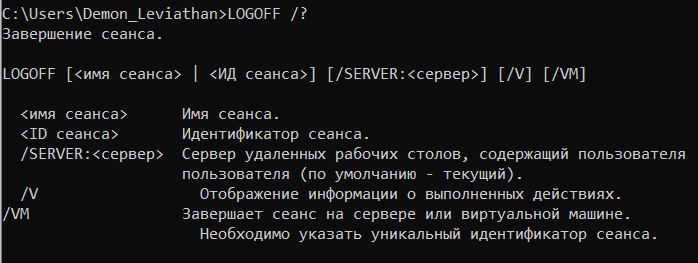 C:\Users\Demon_Leviathan>LOGOFF /?
Завершение сеанса.
LOGOFF [<имя сеанса> | <ИД сеанса>] [/SERVER:<сервер>] [/V] [/VM]
<имя сеанса> Имя сеанса.
<ID сеанса> Идентификатор сеанса.
/SERVER:<сервер> Сервер удаленных рабочих столов, содержащий пользователя
пользователя (по умолчанию - текущий).
/V Отображение информации о выполненных действиях.
/VM Завершает сеанс на сервере или виртуальной машине.
Необходимо указать уникальный идентификатор сеанса.